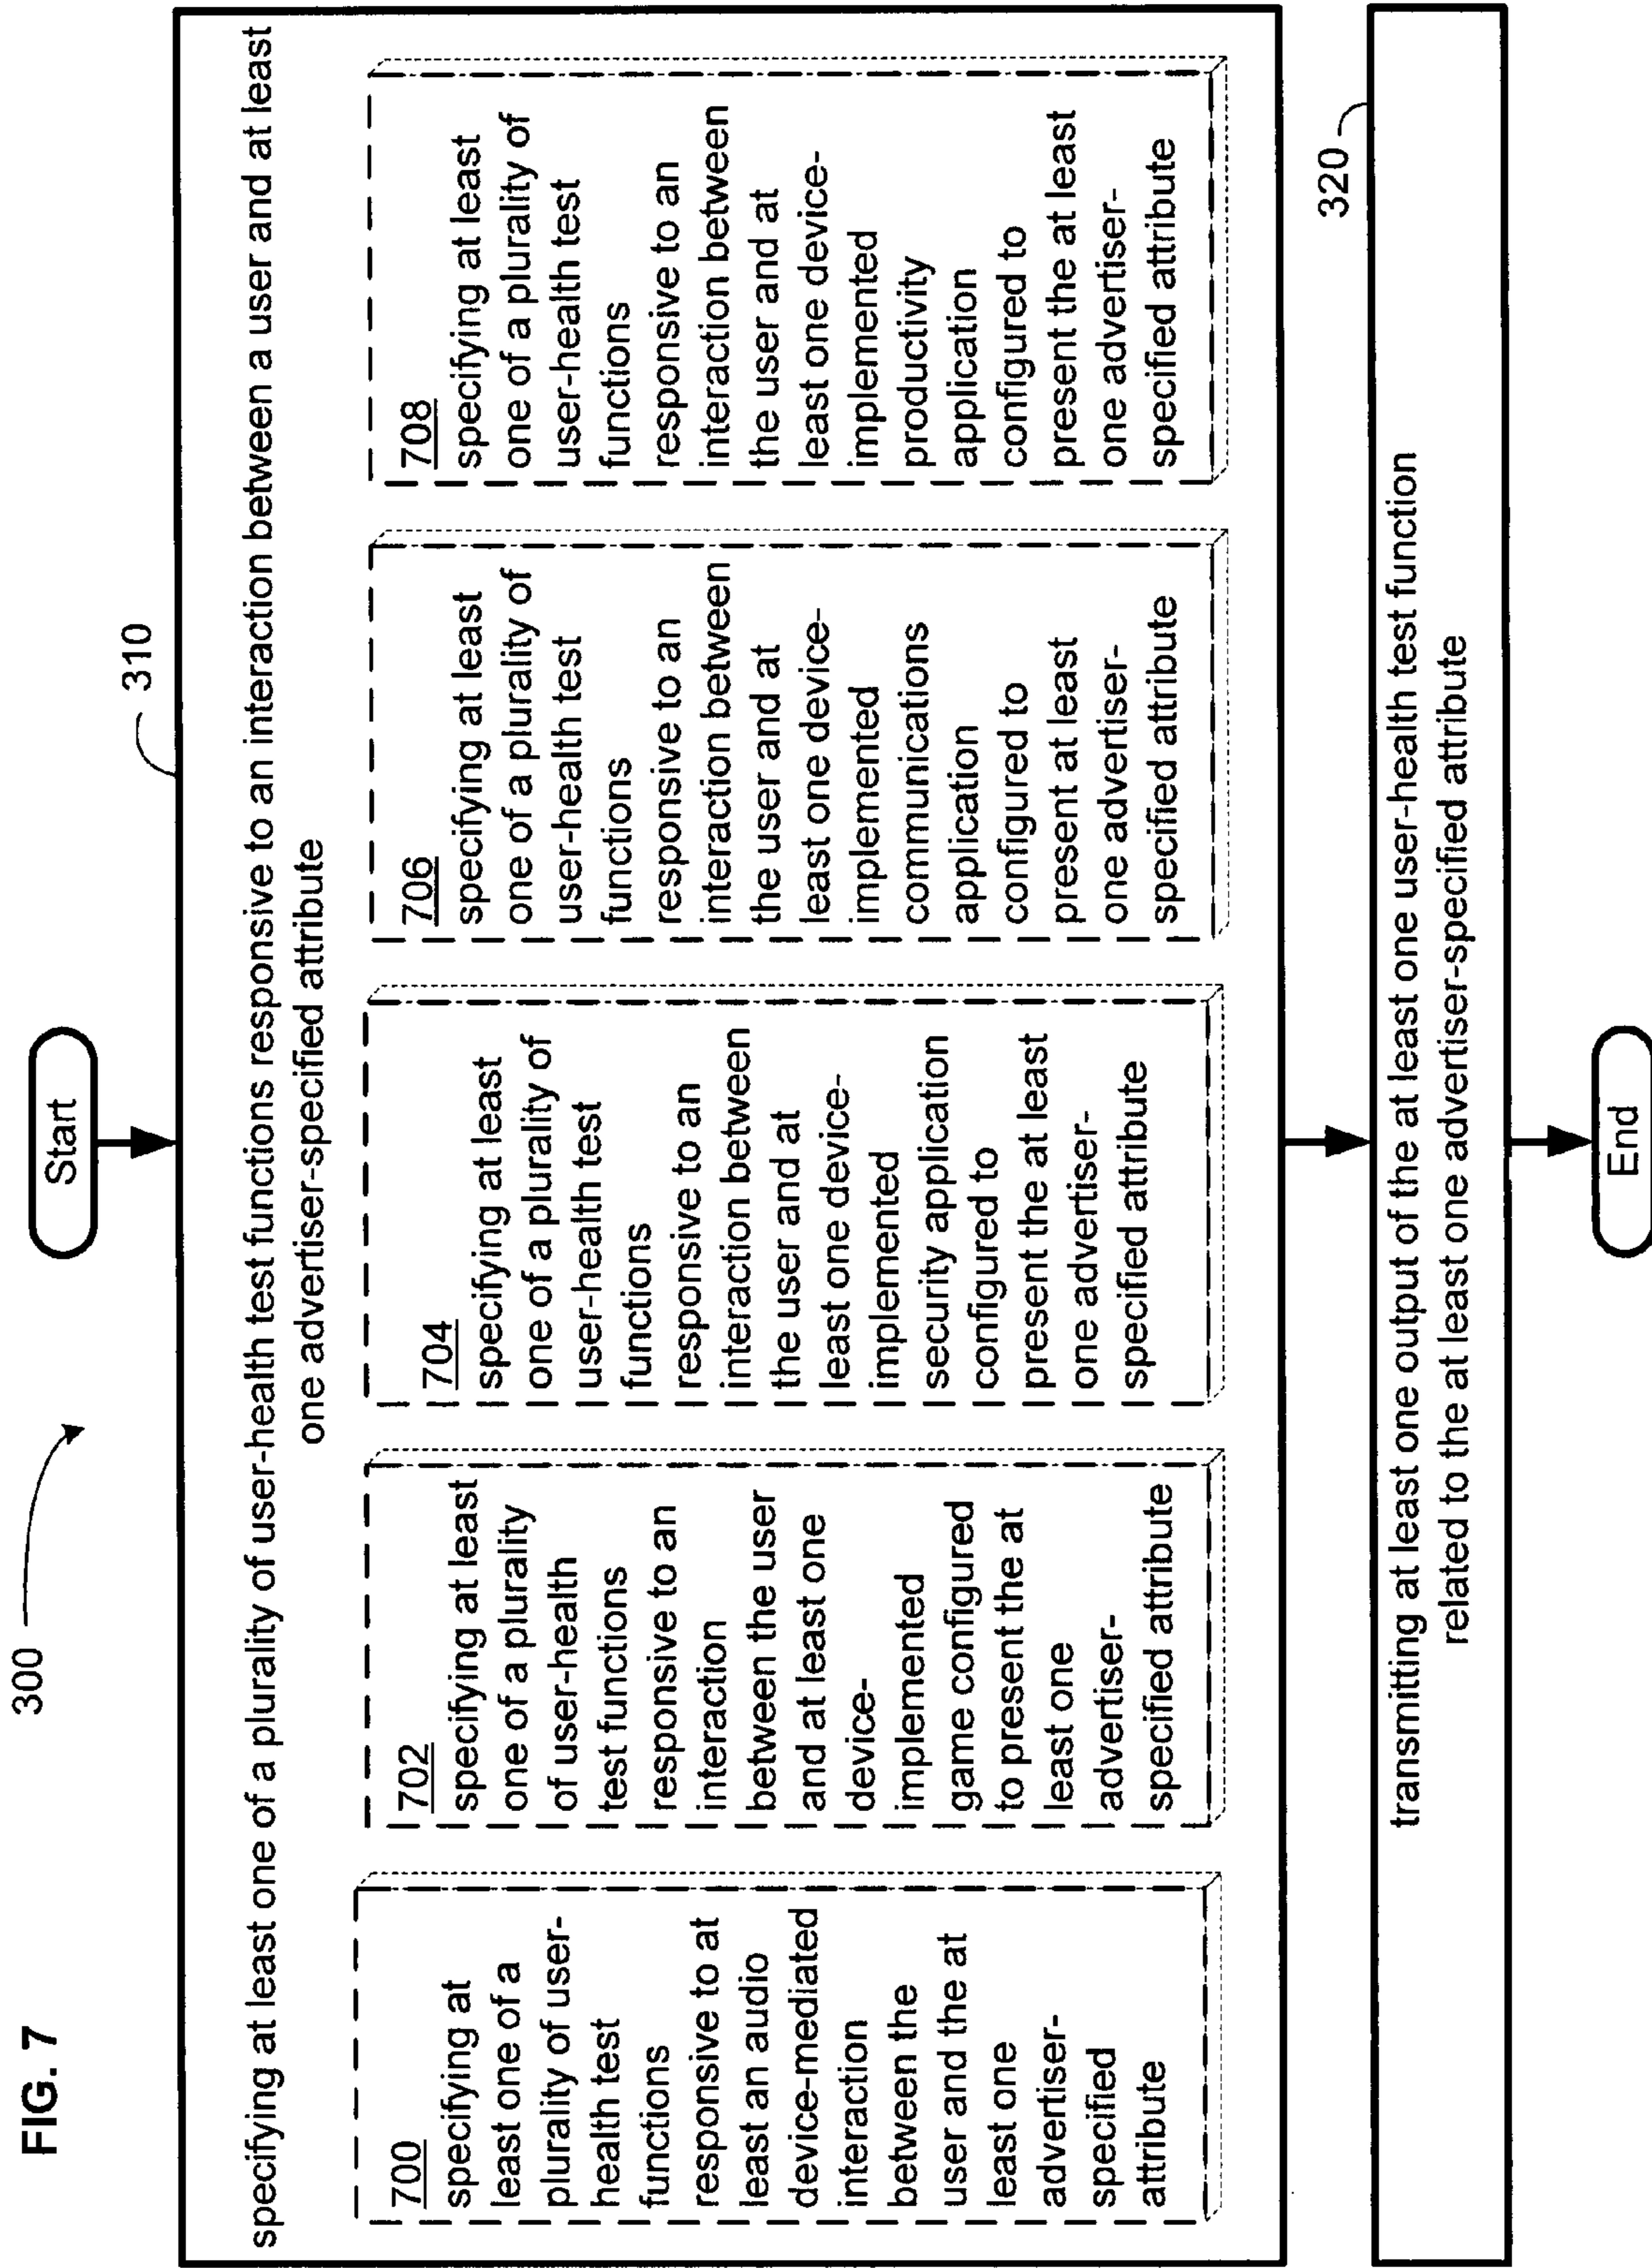 FIG. 7
300
Start
310
specifying at least one of a plurality of user-health test functions responsive to an interaction between a user and at least
one advertiser-specified attribute
700
specifying at
least one of a
plurality of user-
health test
functions
responsive to at
least an audio
device-mediated
interaction
between the
user and the at
least one
advertiser-
specified
attribute
702
specifying at least
one of a plurality
of user-health
test functions
responsive to an
interaction
between the user
and at least one
device-
implemented
game configured
to present the at
least one
advertiser-
specified attribute
704
specifying at least
one of a plurality of
user-health test
functions
responsive to an
interaction between
the user and at
least one device-
implemented
security application
configured to
present the at least
one advertiser-
specified attribute
706
specifying at least
one of a plurality of
user-health test
functions
responsive to an
interaction between
the user and at
least one device-
implemented
communications
application
configured to
present at least
one advertiser-
specified attribute
708
specifying at least
one of a plurality of
user-health test
functions
responsive to an
interaction between
the user and at
least one device-
implemented
productivity
application
configured to
present the at least
one advertiser-
specified attribute
320
transmitting at least one output of the at least one user-health test function
related to the at least one advertiser-specified attribute
End